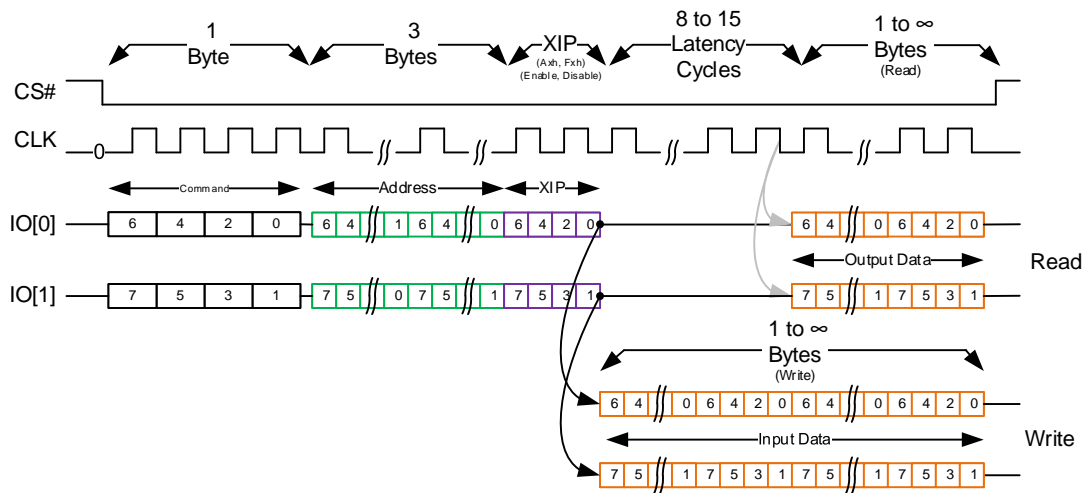 1
Byte
3
Bytes
XIP
(Axh, Fxh)
(Enable, Disable)
8 to 15
Latency
Cycles
1 to ∞
Bytes
(Read)
CS#
CLK
0
Command
Address
XIP
IO[0]
6 4 2 0 6 4 1 6 4 0 6 4 2 0 6 4 0 6 4 2 0
Output Data
Read
IO[1]
7 5 3 1 7 5 0 7 5 1 7 5 3 1 7 5 1 7 5 3 1
1 to ∞
Bytes
(Write)
6 4 0 6 4 2 0 6 4 0 6 4 2 0
Input Data
Write
7 5 1 7 5 3 1 7 5 1 7 5 3 1